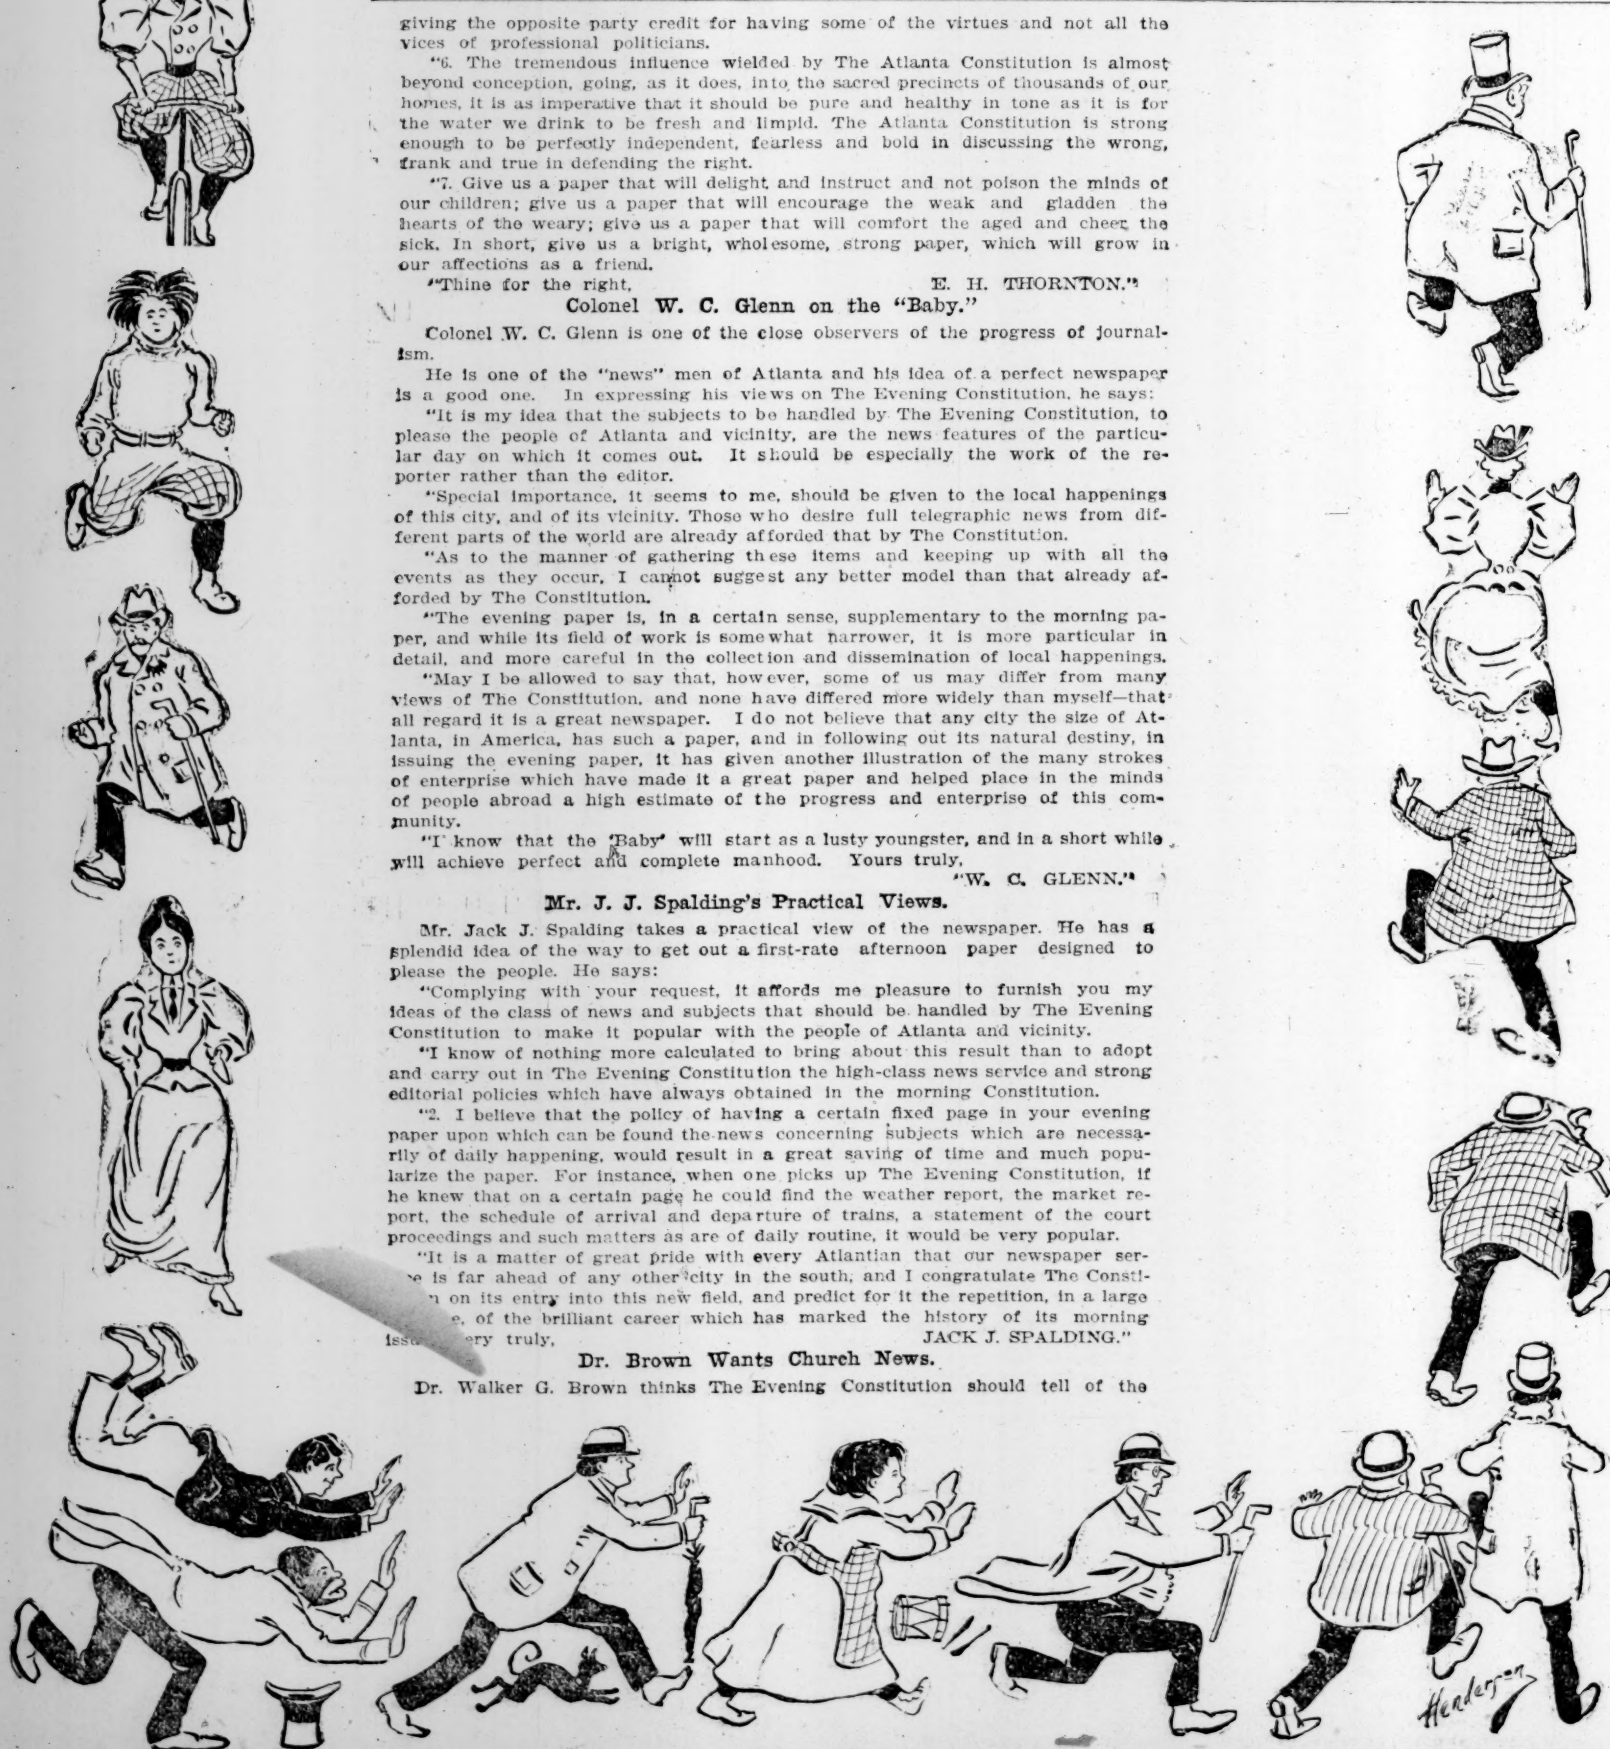 giving the opposite party credit for having some of the virtues and not all the
vices of professional politicians.
"6. The tremendous influence wielded by The Atlanta Constitution is almost
beyond conception, going, as it does, into the sacred precincts of thousands of our
homes, it is as imperative that it should be pure and healthy in tone as it is for
the water we drink to be fresh and limpid. The Atlanta Constitution is strong
enough to be perfectly independent, fearless and bold in discussing the wrong,
frank and true in defending the right.
"7. Give us a paper that will delight and instruct and not poison the minds of
our children; give us a paper that will encourage the weak and gladden the
hearts of the weary; give us a paper that will comfort the aged and cheer the
sick. In short, give us a bright, wholesome, strong paper, which will grow in
our affections as a friend.
"Thine for the right, E. H. THORNTON."
Colonel W. C. Glenn on the "Baby."
Colonel W. C. Glenn is one of the close observers of the progress of journal-
ism.
He is one of the "news" men of Atlanta and his idea of a perfect newspaper
is a good one. In expressing his views on The Evening Constitution, he says:
"It is my idea that the subjects to be handled by The Evening Constitution, to
please the people of Atlanta and vicinity, are the news features of the particu-
lar day on which it comes out. It should be especially the work of the re-
porter rather than the editor.
"Special importance, it seems to me, should be given to the local happenings
of this city, and of its vicinity. Those who desire full telegraphic news from dif-
ferent parts of the world are already afforded that by The Constitution.
"As to the manner of gathering these items and keeping up with all the
events as they occur, I cannot suggest any better model than that already af-
forded by The Constitution.
"The evening paper is, in a certain sense, supplementary to the morning pa-
per, and while its field of work is somewhat narrower, it is more particular in
detail, and more careful in the collection and dissemination of local happenings.
"May I be allowed to say that, however, some of us may differ from many
views of The Constitution, and none have differed more widely than myself—that
all regard it is a great newspaper. I do not believe that any city the size of At-
lanta, in America, has such a paper, and in following out its natural destiny, in
issuing the evening paper, it has given another illustration of the many strokes
of enterprise which have made it a great paper and helped place in the minds
of people abroad a high estimate of the progress and enterprise of this com-
munity.
"I know that the 'Baby' will start as a lusty youngster, and in a short while
will achieve perfect and complete manhood. Yours truly,
"W. C. GLENN."
Mr. J. J. Spalding's Practical Views.
Mr. Jack J. Spalding takes a practical view of the newspaper. He has a
splendid idea of the way to get out a first-rate afternoon paper designed to
please the people. He says:
"Complying with your request, it affords me pleasure to furnish you my
ideas of the class of news and subjects that should be handled by The Evening
Constitution to make it popular with the people of Atlanta and vicinity.
"I know of nothing more calculated to bring about this result than to adopt
and carry out in The Evening Constitution the high-class news service and strong
editorial policies which have always obtained in the morning Constitution.
"2. I believe that the policy of having a certain fixed page in your evening
paper upon which can be found the news concerning subjects which are necessa-
rily of daily happening, would result in a great saving of time and much popu-
larize the paper. For instance, when one picks up The Evening Constitution, if
he knew that on a certain page he could find the weather report, the market re-
port, the schedule of arrival and departure of trains, a statement of the court
proceedings and such matters as are of daily routine, it would be very popular.
"It is a matter of great pride with every Atlantian that our newspaper ser-
is far ahead of any other city in the south, and I congratulate The Consti-
on its entry into this new field, and predict for it the repetition, in a large
of the brilliant career which has marked the history of its morning
truly, JACK J. SPALDING."
Dr. Brown Wants Church News.
Dr. Walker G. Brown thinks The Evening Constitution should tell of the
Henderson